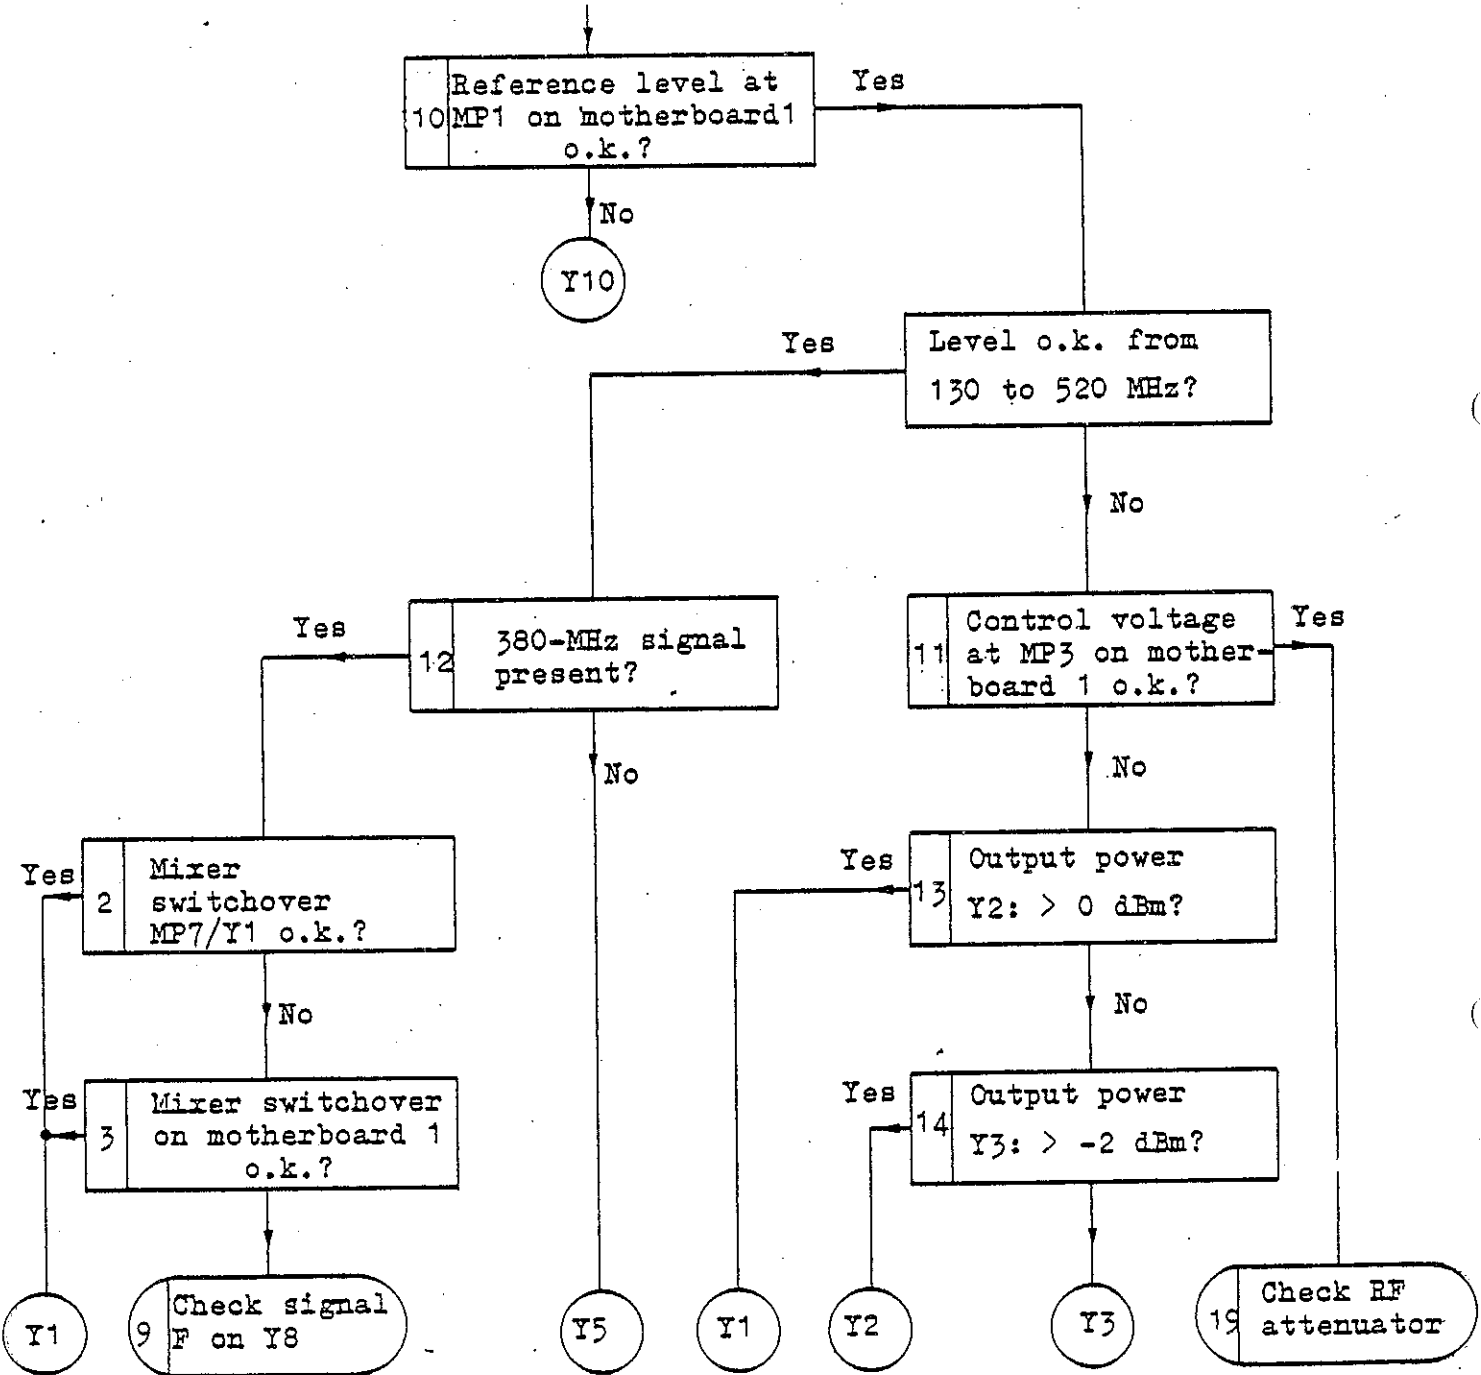 Reference level at
10 MP1 on motherboard1
o.k.?
Yes
No
Y10
Level o.k. from
130 to 520 MHz?
Yes
No
12
380-MHz signal
present?
Yes
No
11
Control voltage
at MP3 on mother-
board 1 o.k.?
Yes
No
2
Mixer
switchover
MP7/Y1 o.k.?
Yes
No
13
Output power
Y2: > 0 dBm?
Yes
No
3
Mixer switchover
on motherboard 1
o.k.?
Yes
14
Output power
Y3: > -2 dBm?
Yes
Y1
9
Check signal
F on Y8
Y5
Y1
Y2
Y3
19
Check RF
attenuator